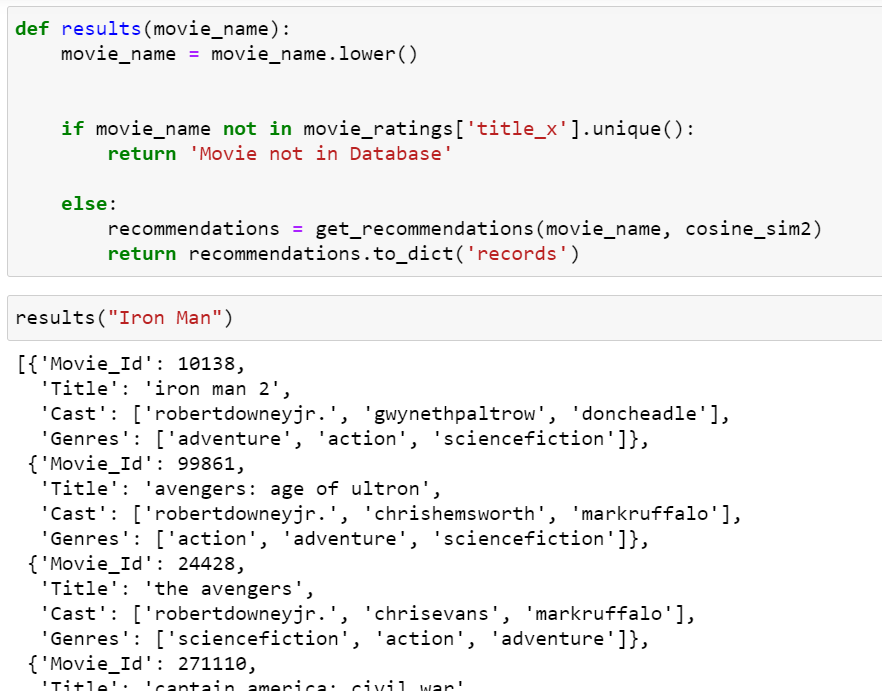 def results(movie_name):
    movie_name = movie_name.lower()
    if movie_name not in movie_ratings['title_x'].unique():
        return 'Movie not in Database'
    else:
        recommendations = get_recommendations(movie_name, cosine_sim2)
        return recommendations.to_dict('records')
results("Iron Man")
[{'Movie_Id': 10138,
  'Title': 'iron man 2',
  'Cast': ['robertdowneyjr.', 'gwynethpaltrow', 'doncheadle'],
  'Genres': ['adventure', 'action', 'sciencefiction']},
 {'Movie_Id': 99861,
  'Title': 'avengers: age of ultron',
  'Cast': ['robertdowneyjr.', 'chrishemsworth', 'markruffalo'],
  'Genres': ['action', 'adventure', 'sciencefiction']},
 {'Movie_Id': 24428,
  'Title': 'the avengers',
  'Cast': ['robertdowneyjr.', 'chrisevans', 'markruffalo'],
  'Genres': ['sciencefiction', 'action', 'adventure']},
 {'Movie_Id': 271110,
  'Title': 'captain america: civil war'